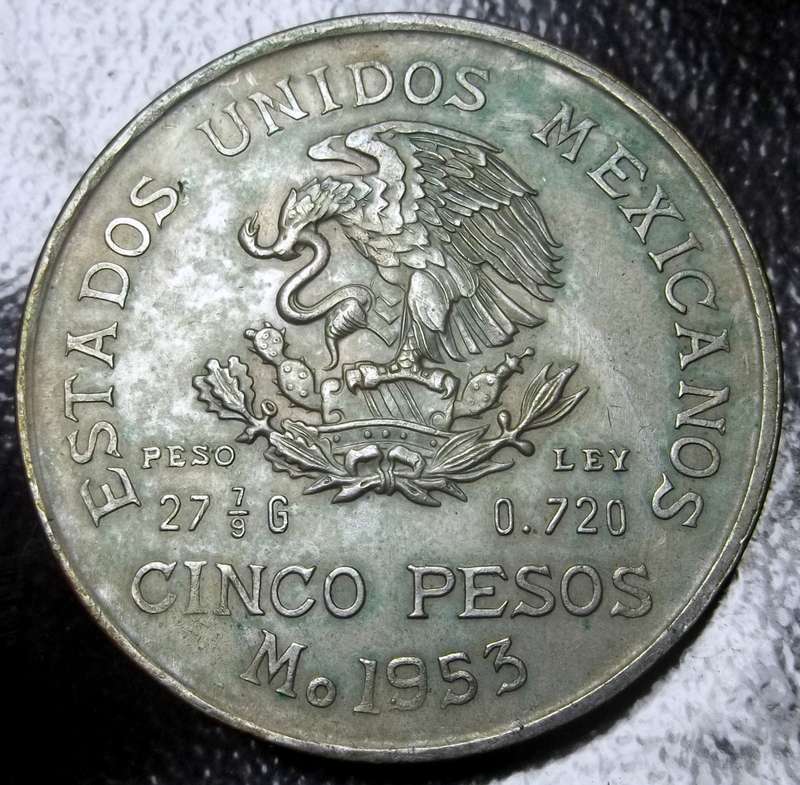 ESTADOS UNIDOS MEXICANOS
PESO LEY
27 7/9 G 0.720
CINCO PESOS
Mo 1953